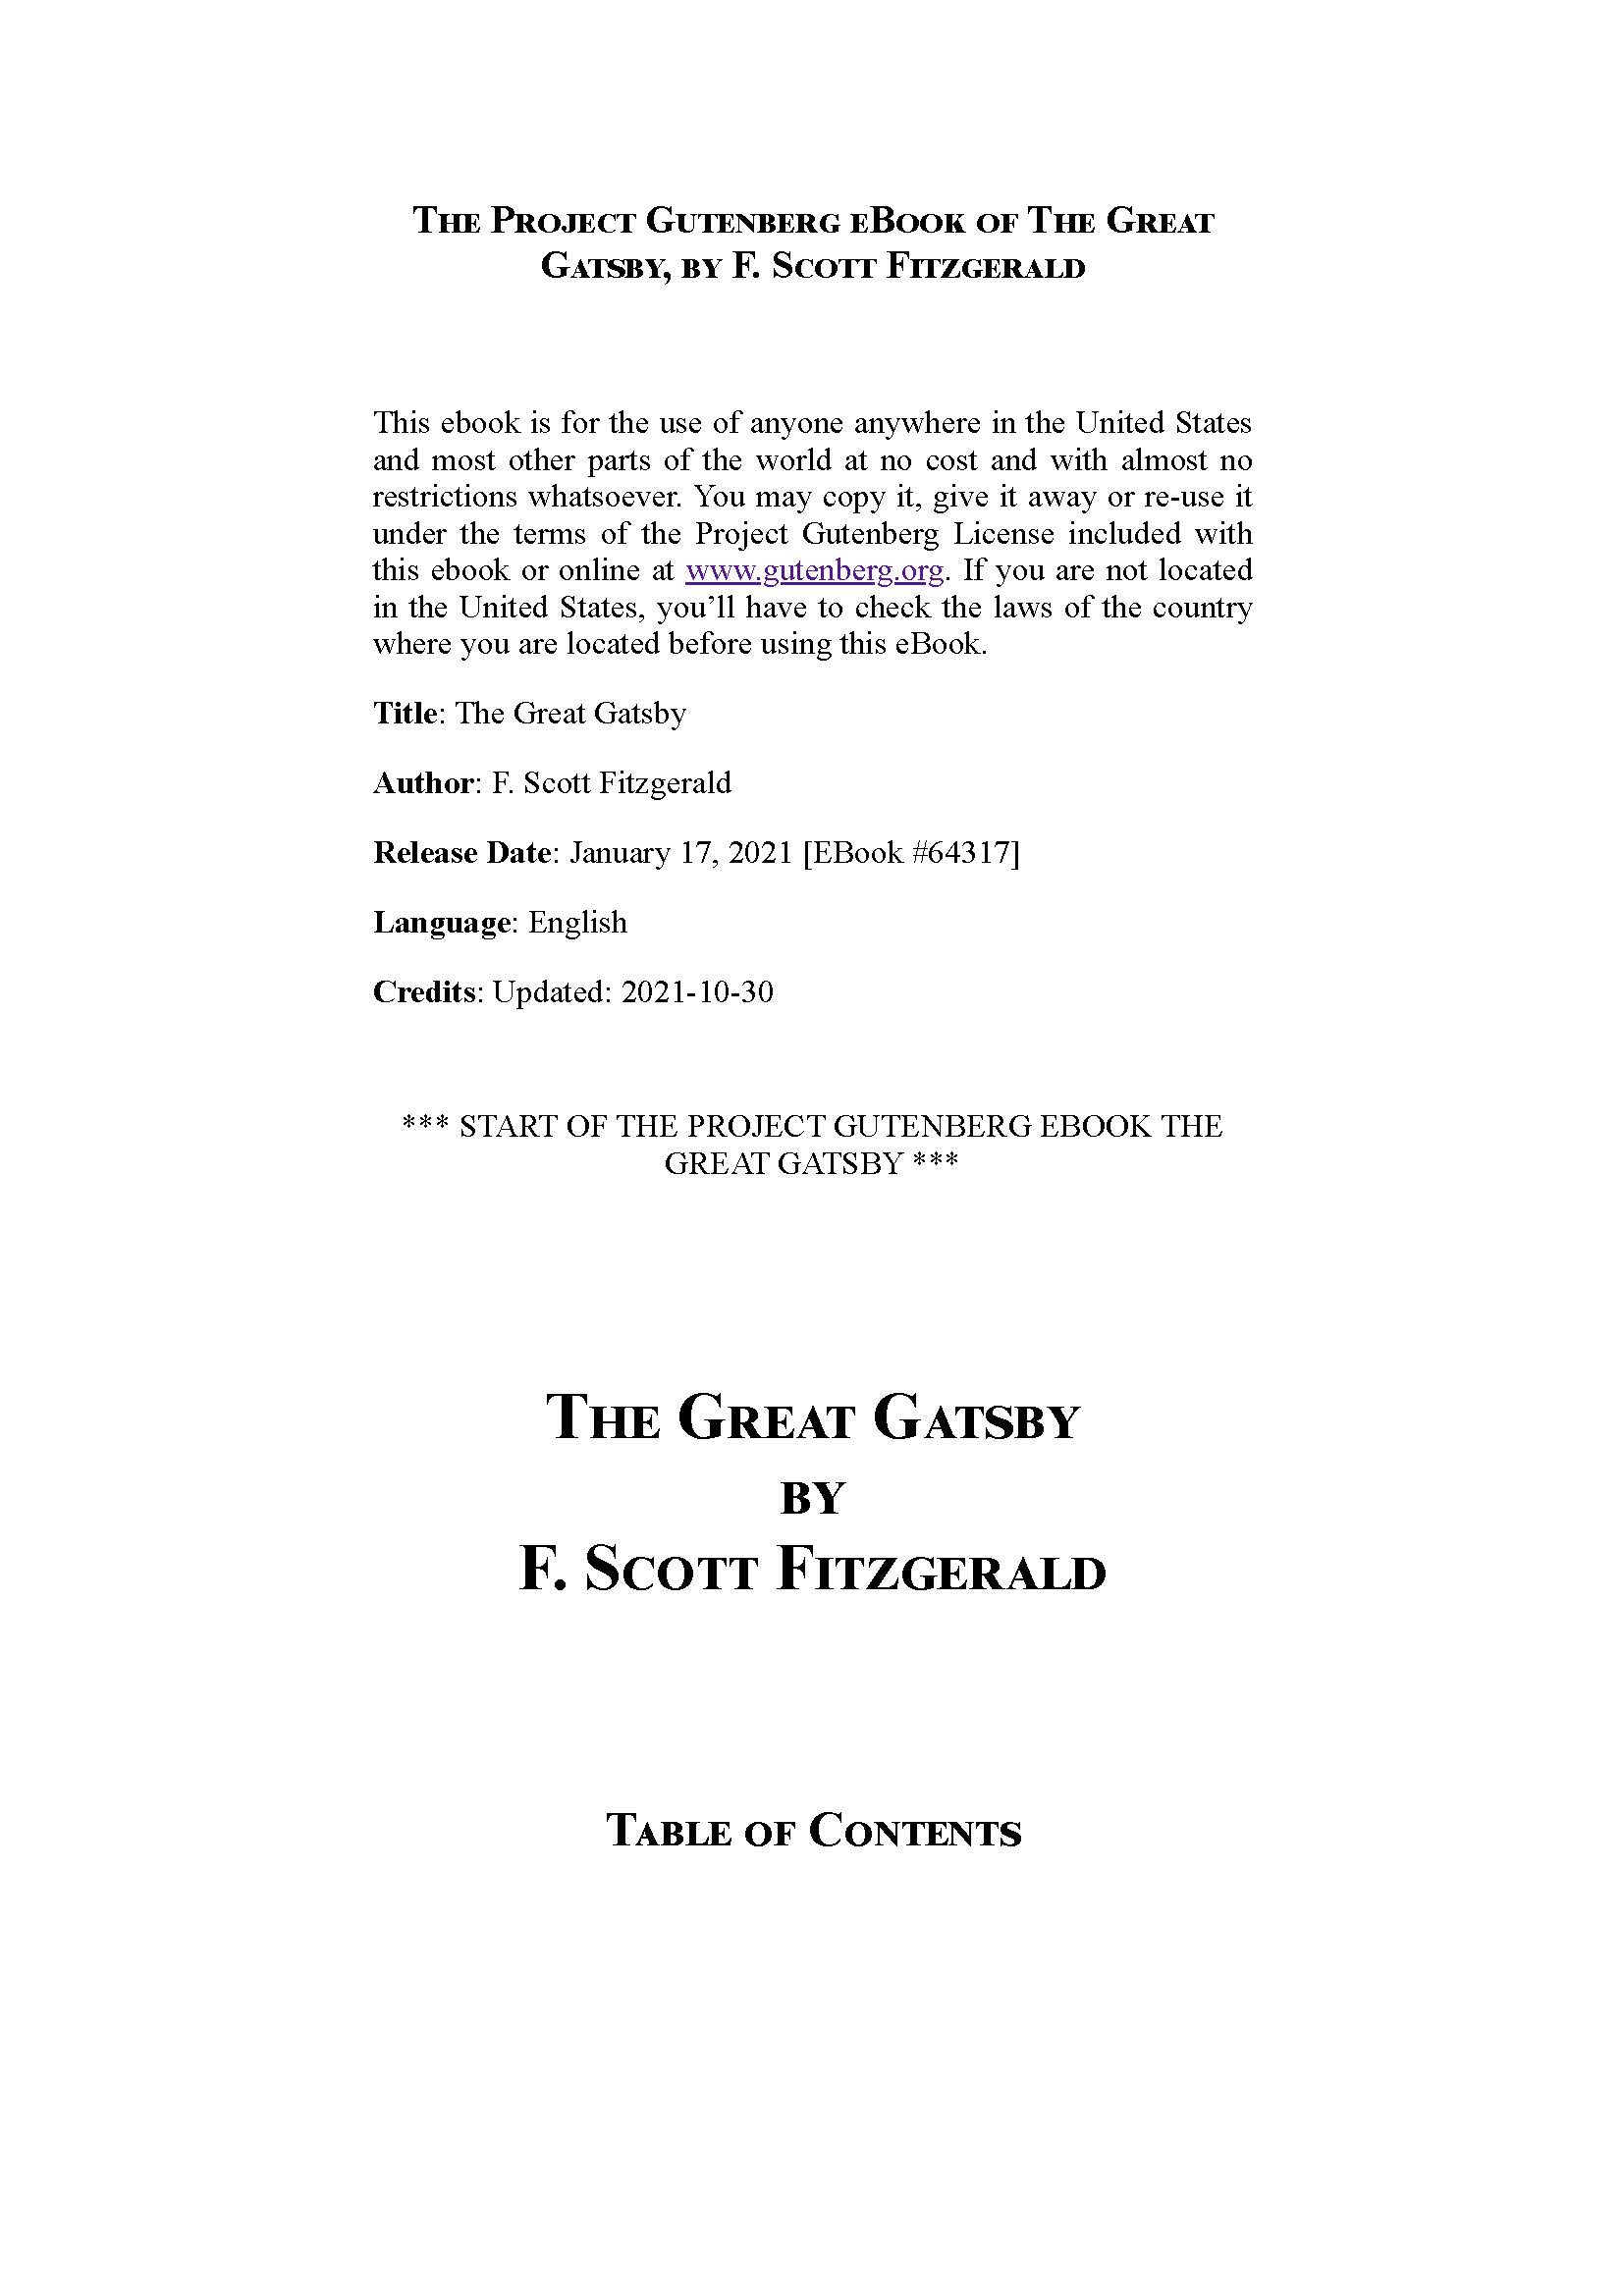 The Project Gutenberg eBook of The Great
Gatsby, by F. Scott Fitzgerald
This ebook is for the use of anyone anywhere in the United States
and most other parts of the world at no cost and with almost no
restrictions whatsoever. You may copy it, give it away or re-use it
under the terms of the Project Gutenberg License included with
this ebook or online at www.gutenberg.org. If you are not located
in the United States, you’ll have to check the laws of the country
where you are located before using this eBook.
Title: The Great Gatsby
Author: F. Scott Fitzgerald
Release Date: January 17, 2021 [EBook #64317]
Language: English
Credits: Updated: 2021-10-30
*** START OF THE PROJECT GUTENBERG EBOOK THE
GREAT GATSBY ***
The Great Gatsby
by
F. Scott Fitzgerald
Table of Contents